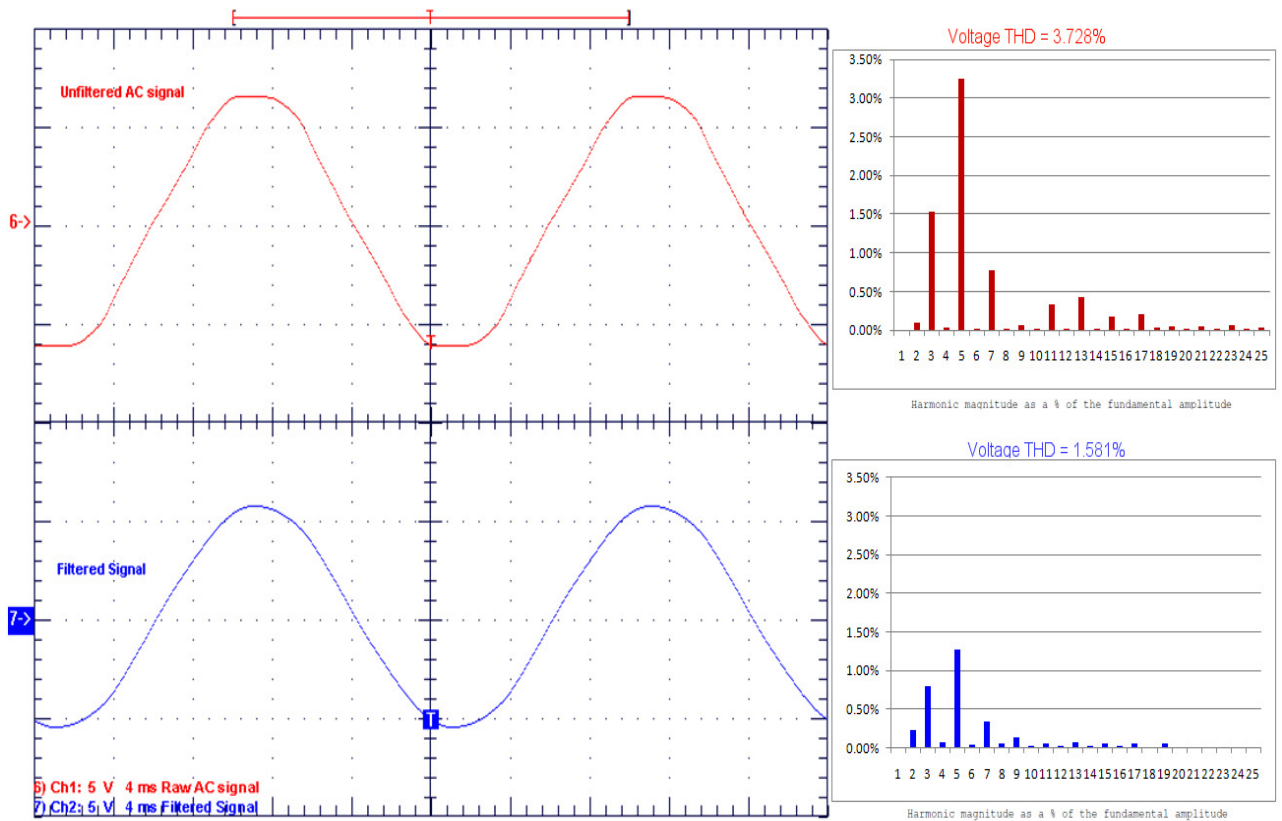 T
Unfiltered AC signal
6->
T
Filtered Signal
7->
T
6) Ch1: 5 V 4 ms Raw AC signal
7) Ch2: 5 V 4 ms Filtered Signal
Voltage THD = 3.728%
3.50%
3.00%
2.50%
2.00%
1.50%
1.00%
0.50%
0.00%
1 2 3 4 5 6 7 8 9 10 11 12 13 14 15 16 17 18 19 20 21 22 23 24 25
Harmonic magnitude as a % of the fundamental amplitude
Voltage THD = 1.581%
3.50%
3.00%
2.50%
2.00%
1.50%
1.00%
0.50%
0.00%
1 2 3 4 5 6 7 8 9 10 11 12 13 14 15 16 17 18 19 20 21 22 23 24 25
Harmonic magnitude as a % of the fundamental amplitude